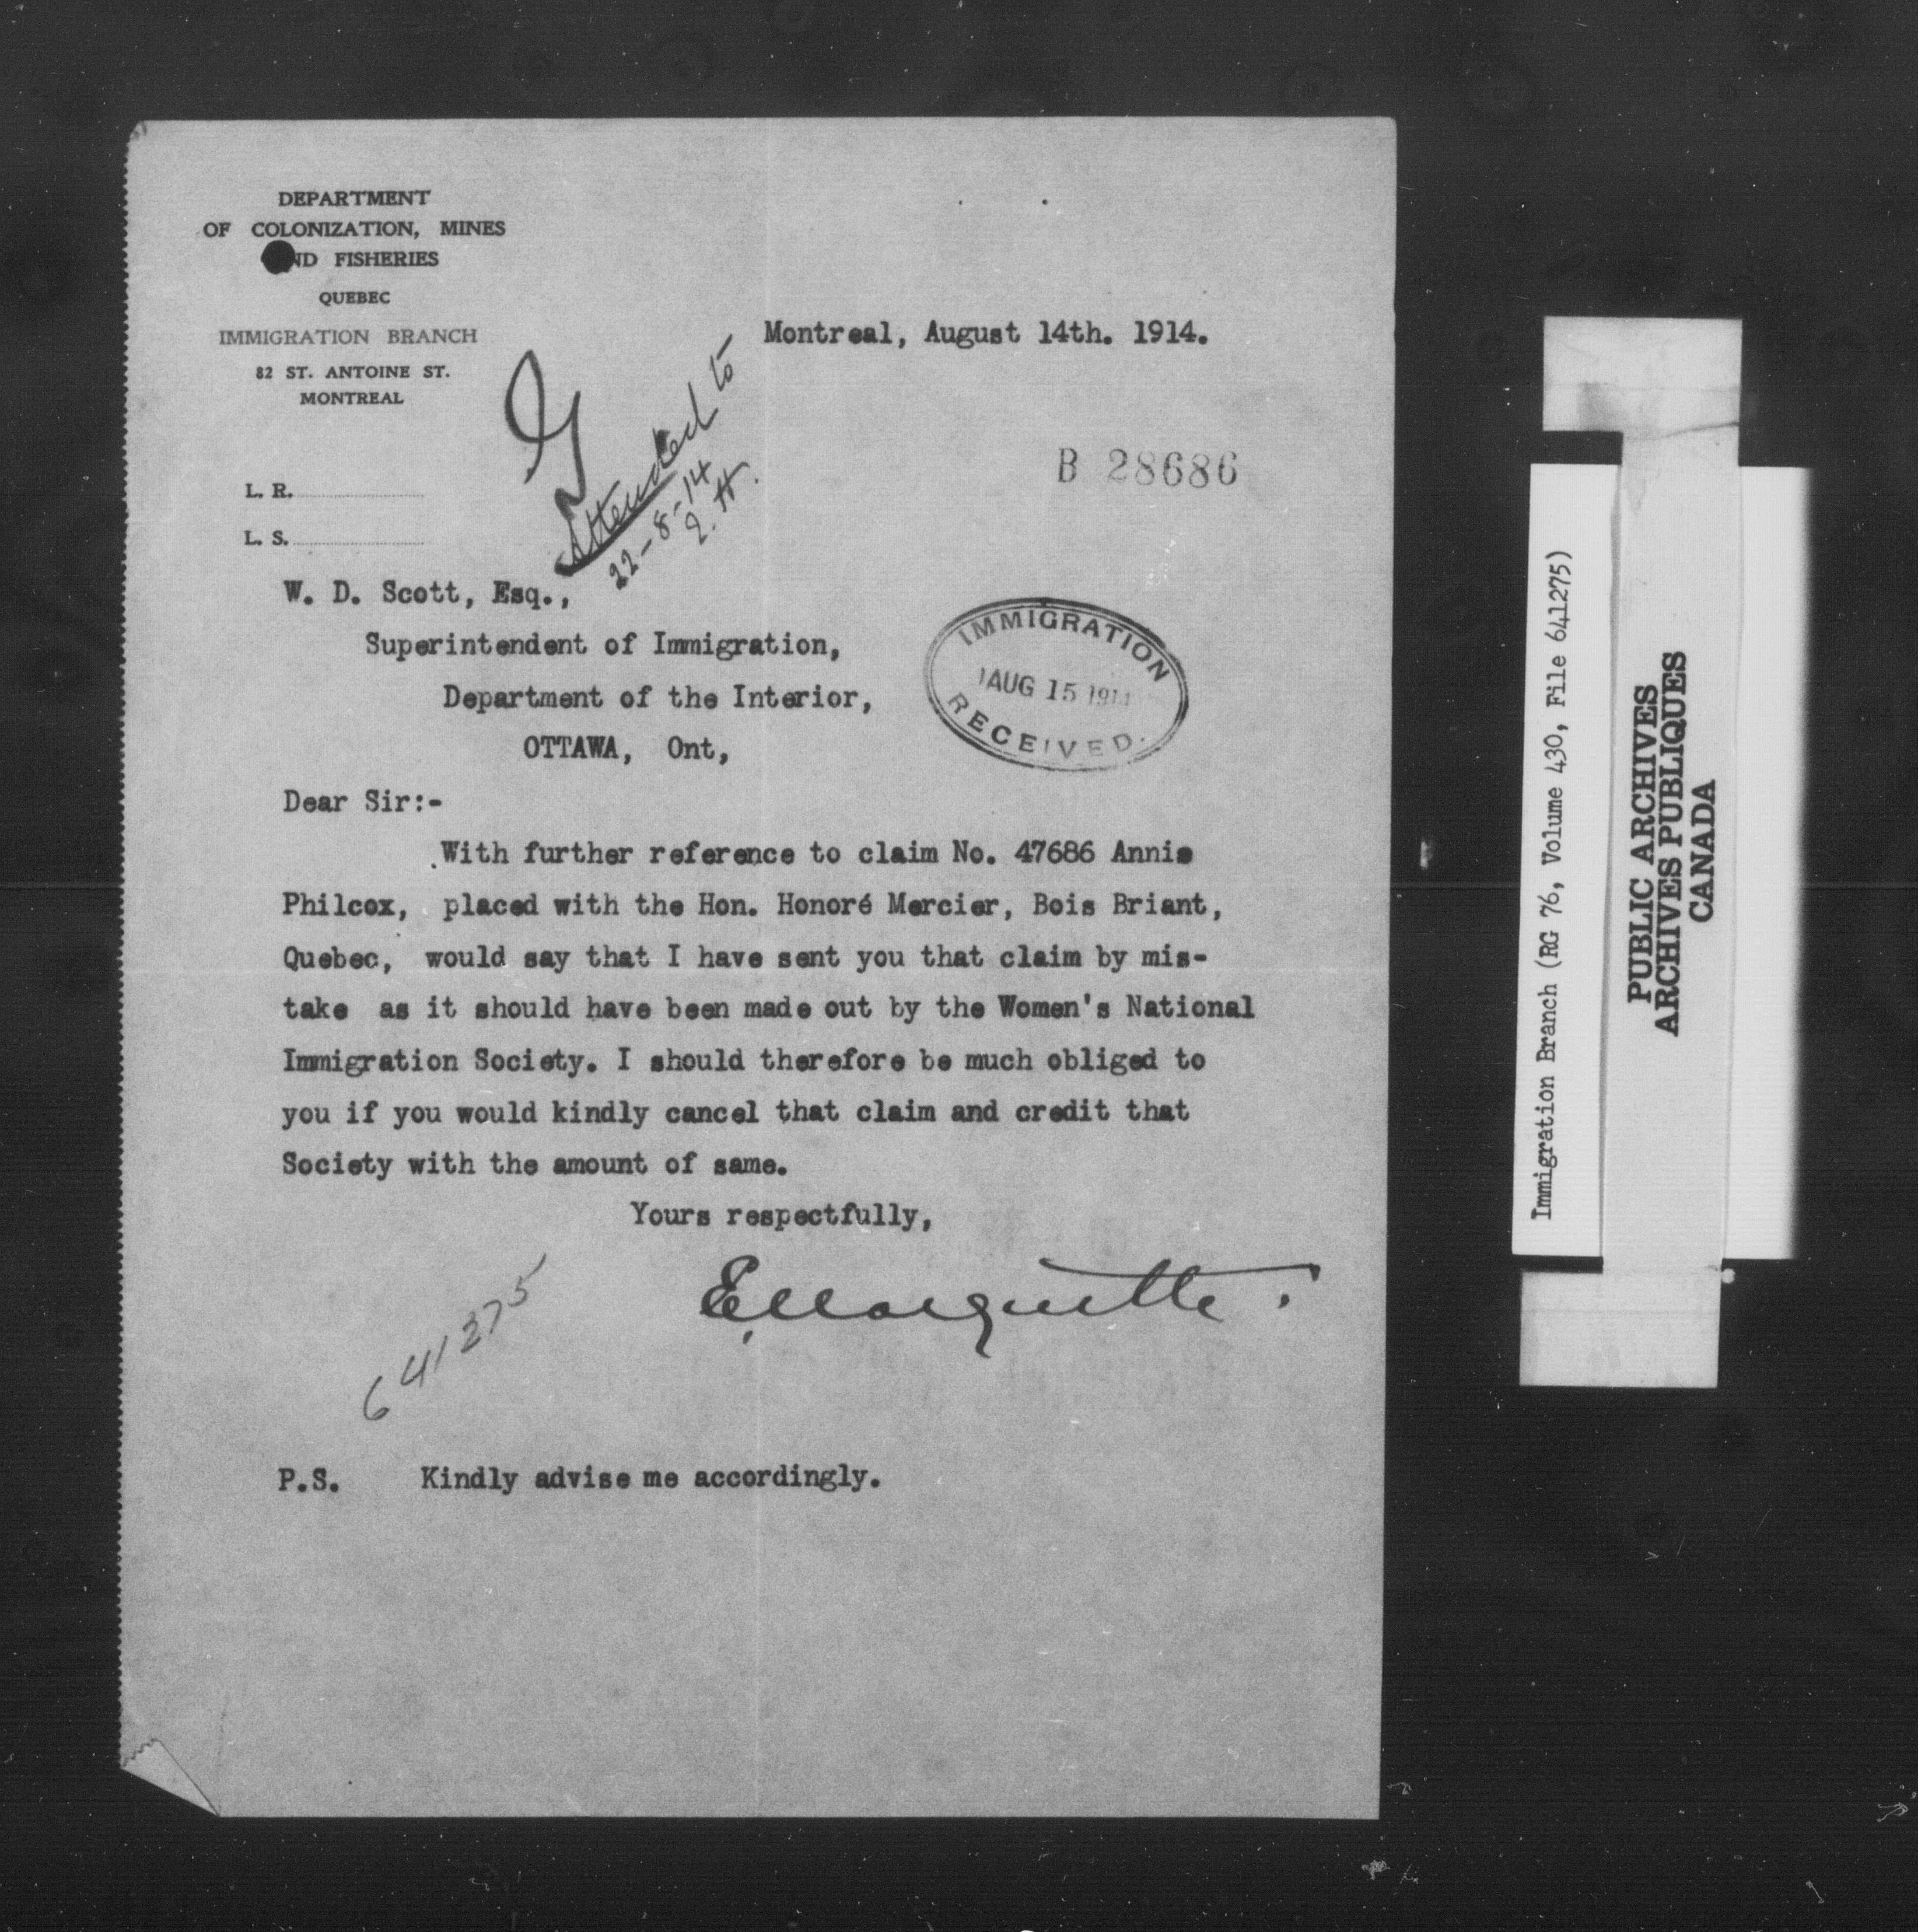 DEPARTMENT
OF COLONIZATION, MINES
ND FISHERIES
QUEBEC
IMMIGRATION BRANCH
82 ST. ANTOINE ST.
MONTREAL
Montreal, August 14th. 1914.
Attended to
22-8-14
B 28686
L. R.
L. S.
W. D. Scott, Esq.,
Superintendent of Immigration,
Department of the Interior,
OTTAWA, Ont,
IMMIGRATION
AUG 15 1914
RECEIVED.
Dear Sir:-
With further reference to claim No. 47686 Annie
Philcox, placed with the Hon. Honoré Mercier, Bois Briant,
Quebec, would say that I have sent you that claim by mis-
take as it should have been made out by the Women's National
Immigration Society. I should therefore be much obliged to
you if you would kindly cancel that claim and credit that
Society with the amount of same.
Yours respectfully,
E Marquette.
641275
P.S. Kindly advise me accordingly.
Immigration Branch (RG 76, Volume 430, File 641275)
PUBLIC ARCHIVES
ARCHIVES PUBLIQUES
CANADA